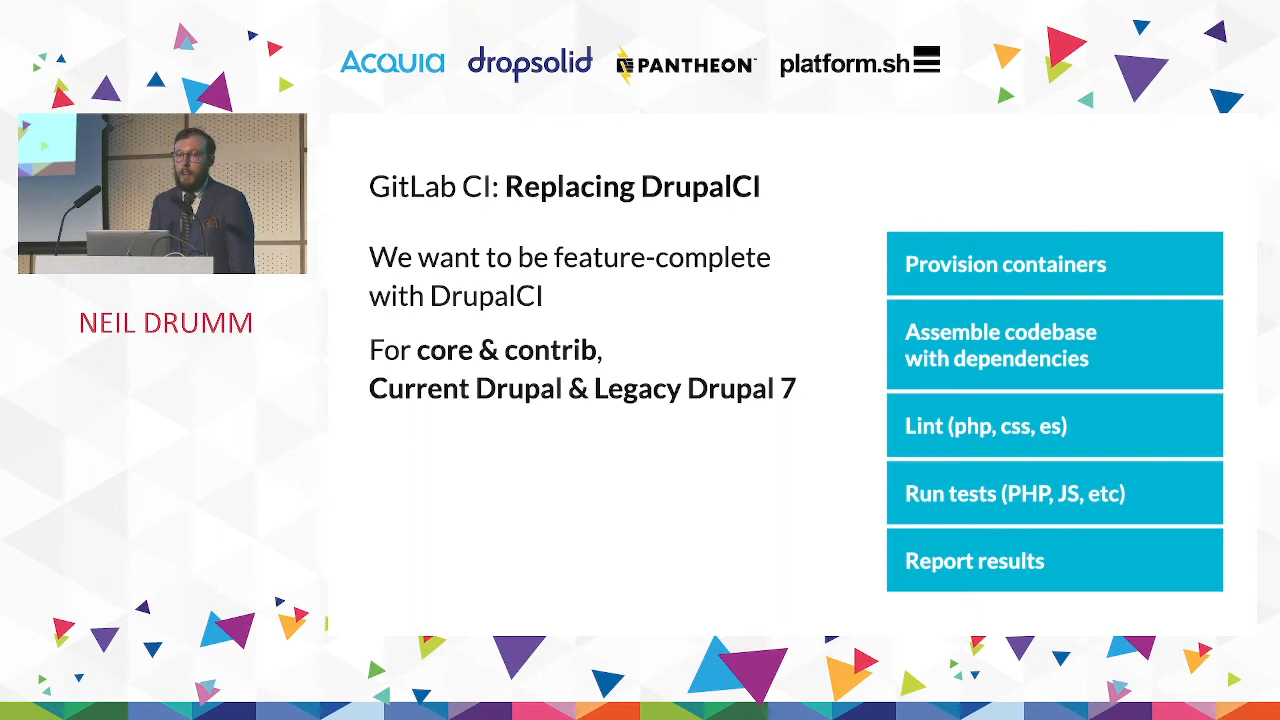 Acquia dropsolid PANTHEON platform.sh
GitLab CI: Replacing DrupalCI
We want to be feature-complete
with DrupalCI
For core & contrib,
Current Drupal & Legacy Drupal 7
Provision containers
Assemble codebase
with dependencies
Lint (php, css, es)
Run tests (PHP, JS, etc)
Report results
NEIL DRUMM